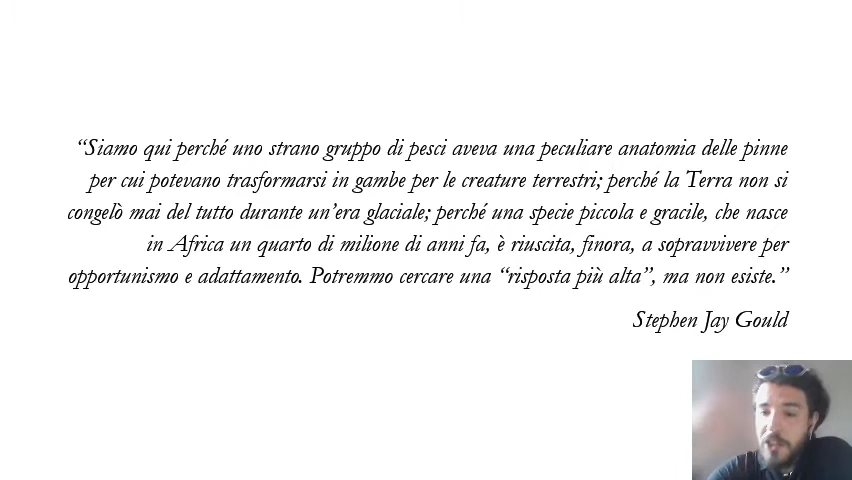 “Siamo qui perché uno strano gruppo di pesci aveva una peculiare anatomia delle pinne
per cui potevano trasformarsi in gambe per le creature terrestri; perché la Terra non si
congelò mai del tutto durante un’era glaciale; perché una specie piccola e gracile, che nasce
in Africa un quarto di milione di anni fa, è riuscita, finora, a sopravvivere per
opportunismo e adattamento. Potremmo cercare una “risposta più alta”, ma non esiste.”
Stephen Jay Gould